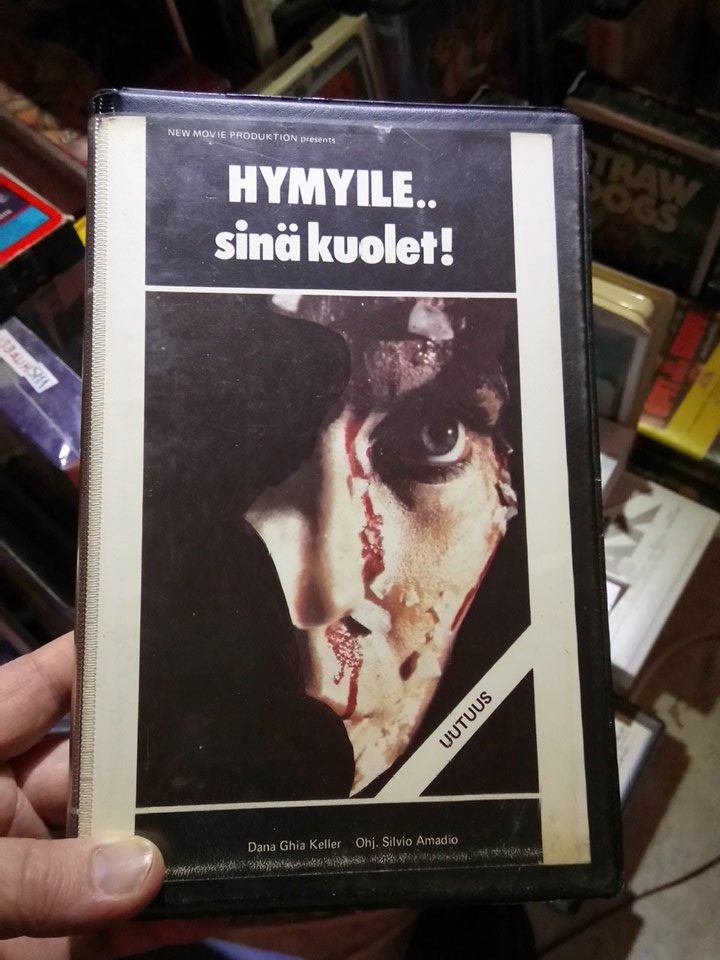 NEW MOVIE PRODUKTION presents
HYMYILE..
sinä kuolet!
UUTUUS
Dana Ghia Keller Ohj. Silvio Amadio
STRAW
DOGS